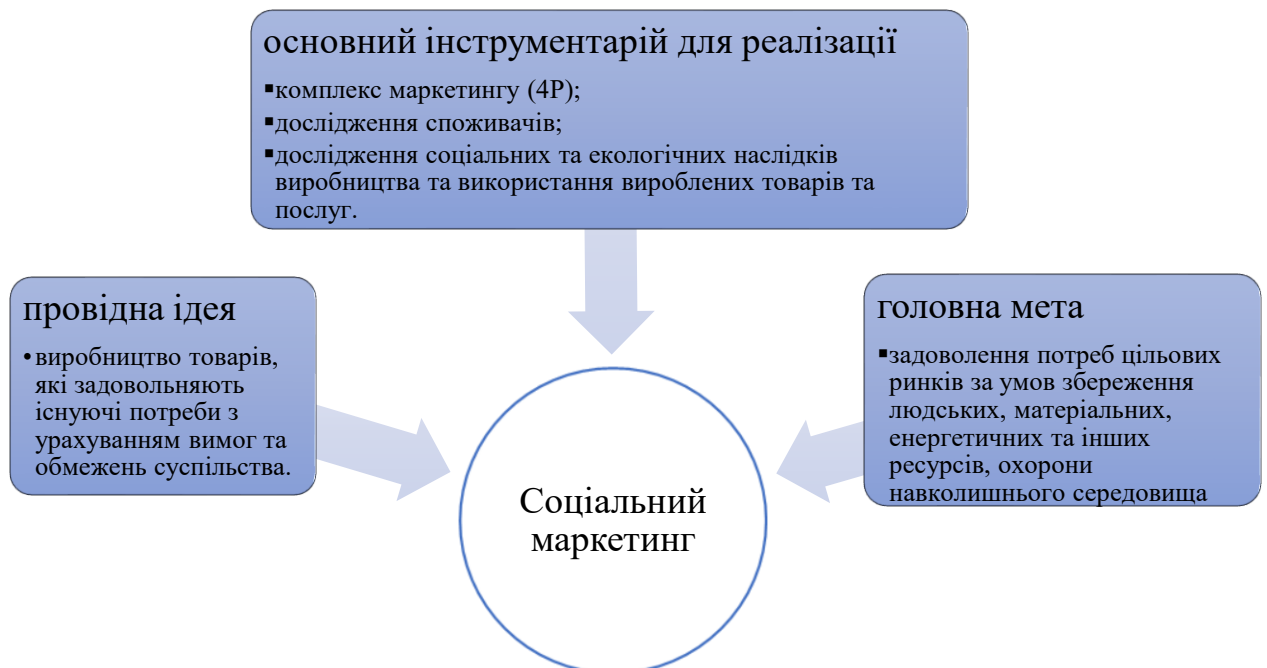 основний інструментарій для реалізації
▪комплекс маркетингу (4Р);
▪дослідження споживачів;
▪дослідження соціальних та екологічних наслідків
виробництва та використання вироблених товарів та
послуг.
провідна ідея
•виробництво товарів,
які задовольняють
існуючі потреби з
урахуванням вимог та
обмежень суспільства.
головна мета
▪задоволення потреб цільових
ринків за умов збереження
людських, матеріальних,
енергетичних та інших
ресурсів, охорони
навколишнього середовища
Соціальний
маркетинг